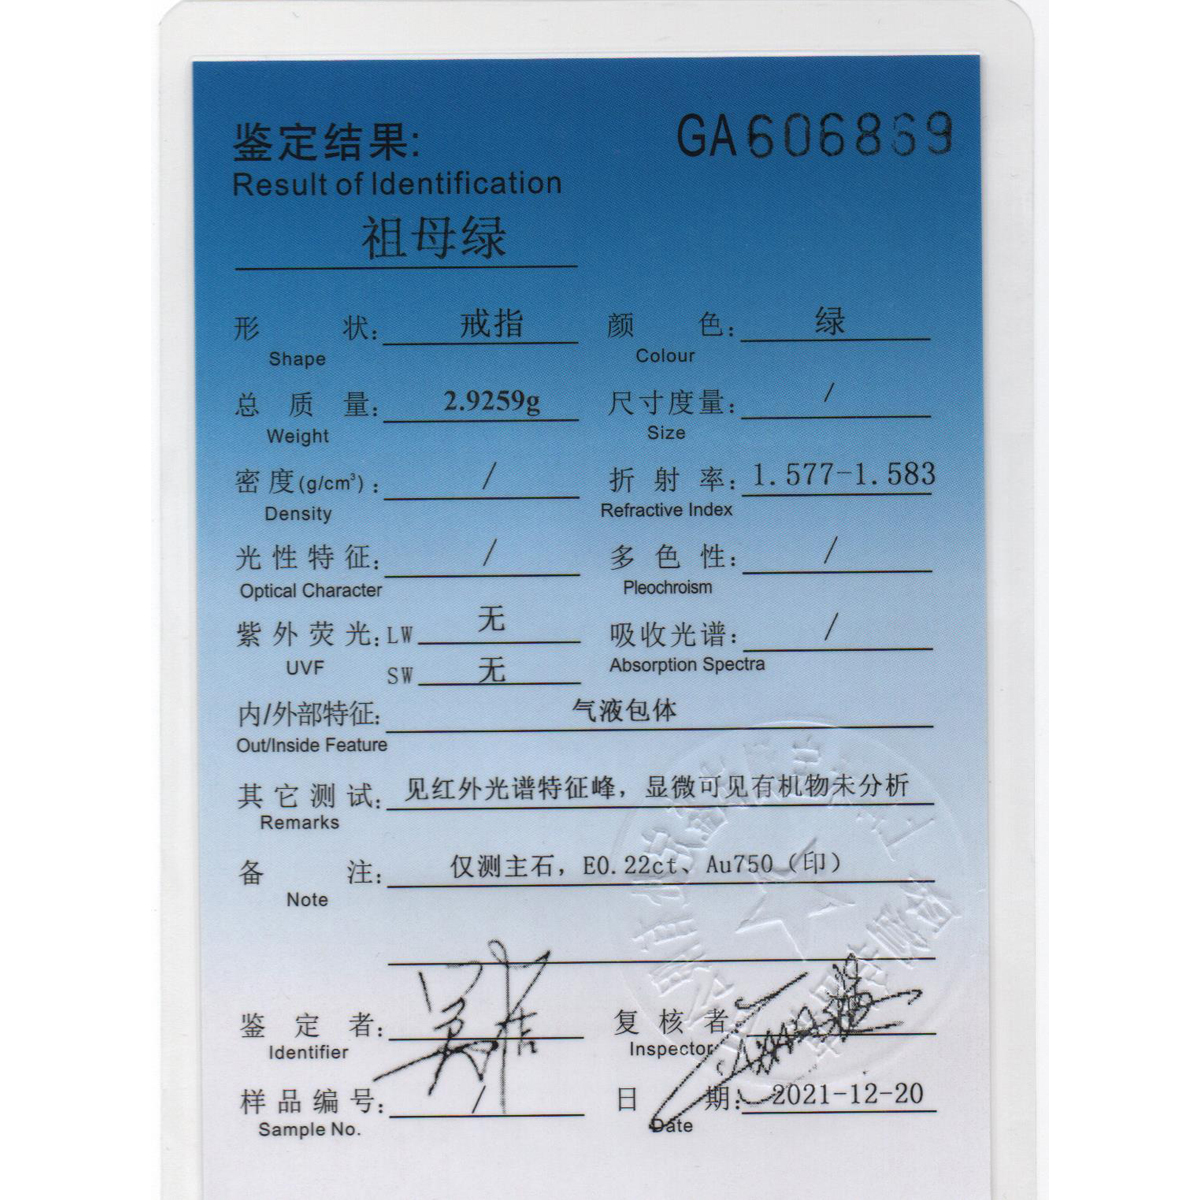 鉴定结果:
GA606869
Result of Identification
祖母绿
形 状: 戒指 颜 色: 绿
Shape Colour
总 质 量: 2.9259g 尺寸度量: /
Weight Size
密 度(g/cm³): / 折 射 率: 1.577-1.583
Density Refractive Index
光 性 特 征: / 多 色 性: /
Optical Character Pleochroism
紫 外 荧 光: LW 无 吸收光谱: /
UVF SW 无 Absorption Spectra
内/外部特征: 气液包体
Out/Inside Feature
其 它 测 试: 见红外光谱特征峰，显微可见有机物未分析
Remarks
备 注: 仅测主石，E0.22ct、Au750（印）
Note
鉴 定 者: 复 核 者:
Identifier Inspector
样 品 编 号: / 日 期: 2021-12-20
Sample No. Date